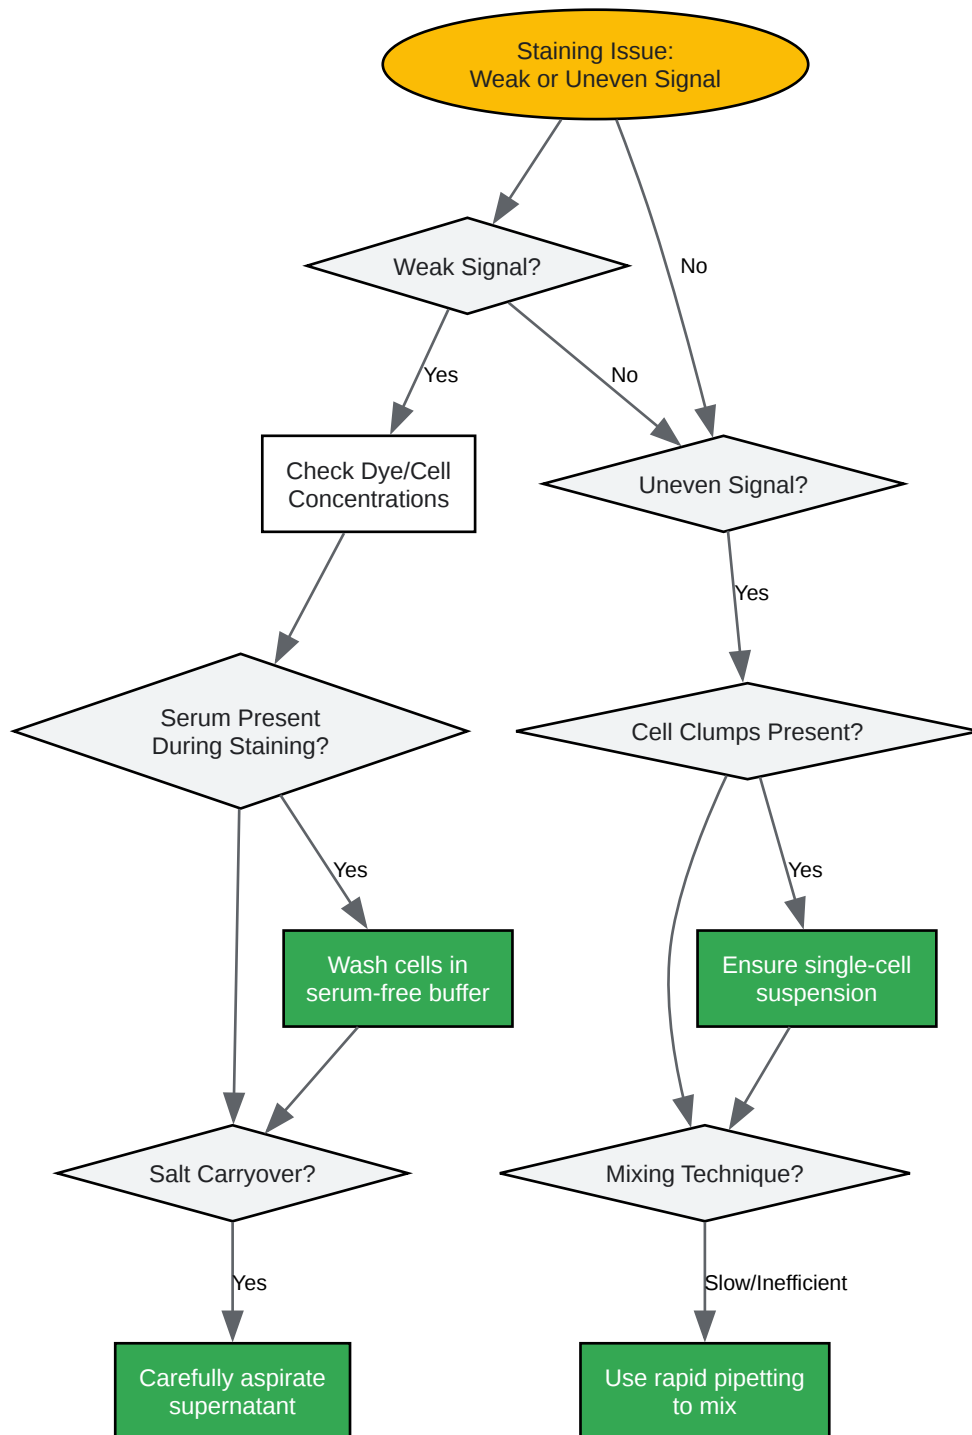 Staining Issue:
Weak or Uneven Signal
Weak Signal?
No
Yes
No
Check Dye/Cell
Concentrations
Uneven Signal?
Yes
Serum Present
During Staining?
Cell Clumps Present?
Yes
Yes
Wash cells in
serum-free buffer
Ensure single-cell
suspension
Salt Carryover?
Mixing Technique?
Yes
Slow/Inefficient
Carefully aspirate
supernatant
Use rapid pipetting
to mix